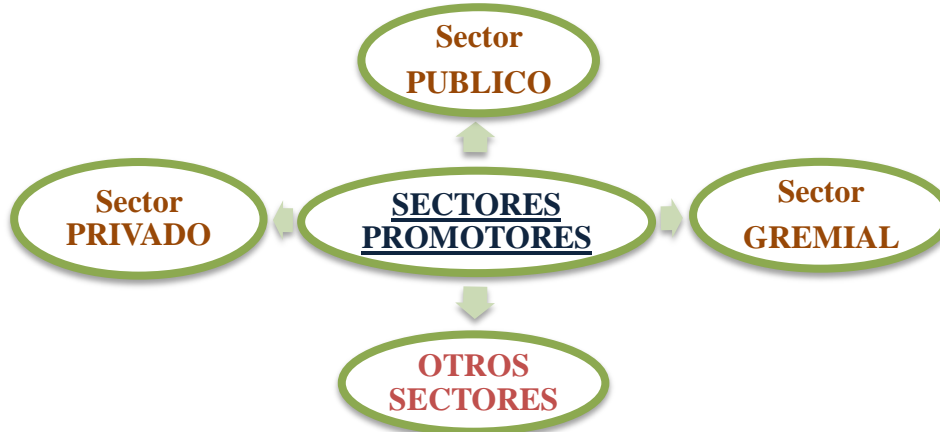 Sector
PUBLICO
Sector
PRIVADO
SECTORES
PROMOTORES
Sector
GREMIAL
OTROS
SECTORES